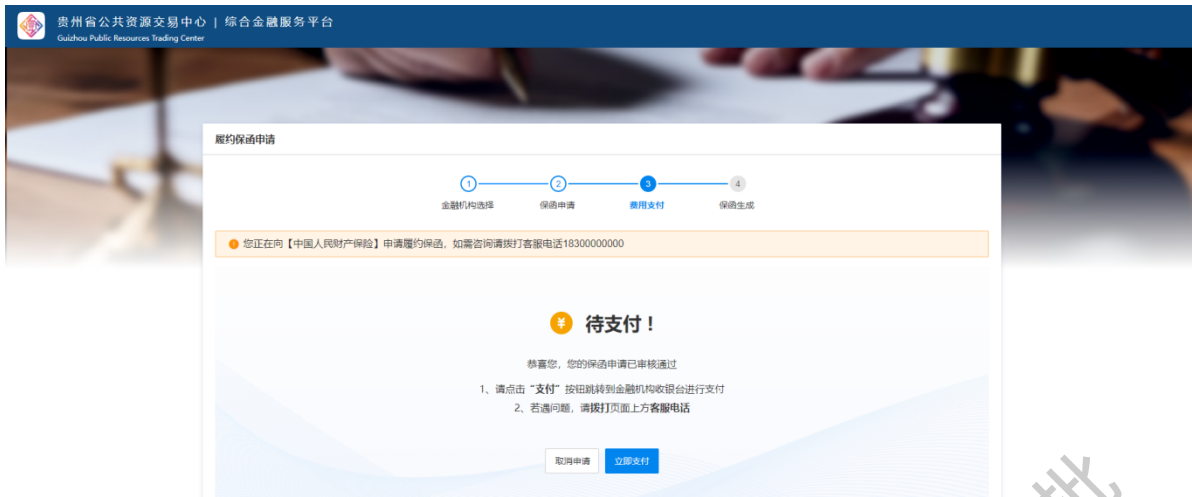 贵州省公共资源交易中心 | 综合金融服务平台
Guizhou Public Resources Trading Center
履约保函申请
1 2 3 4
金融机构选择 保函申请 费用支付 保函生成
您正在向【中国人民财产保险】申请履约保函，如需咨询请拨打客服电话18300000000
¥ 待支付！
恭喜您，您的保函申请已审核通过
1、请点击“支付”按钮跳转到金融机构收银台进行支付
2、若遇问题，请拨打页面上方客服电话
取消申请 立即支付